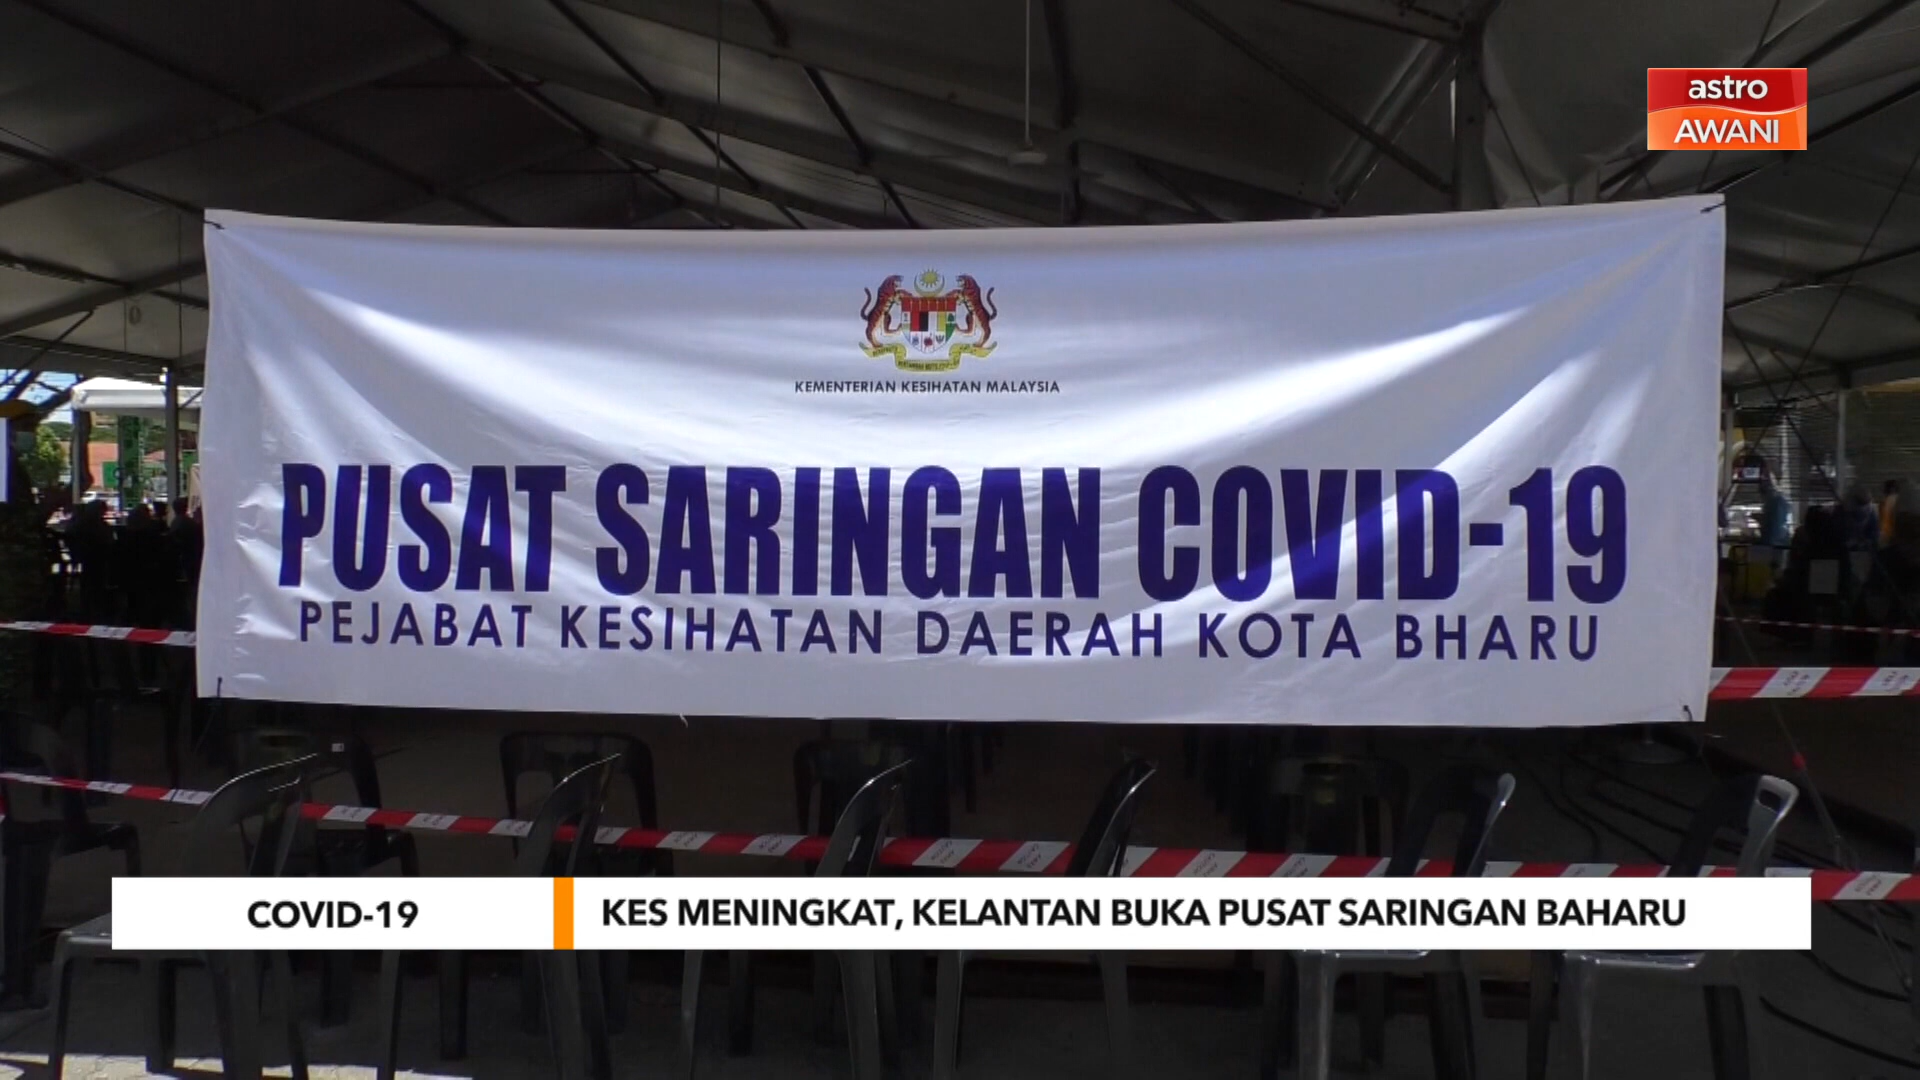 astro
AWANI
KEMENTERIAN KESIHATAN MALAYSIA
PUSAT SARINGAN COVID-19
PEJABAT KESIHATAN DAERAH KOTA BHARU
COVID-19
KES MENINGKAT, KELANTAN BUKA PUSAT SARINGAN BAHARU